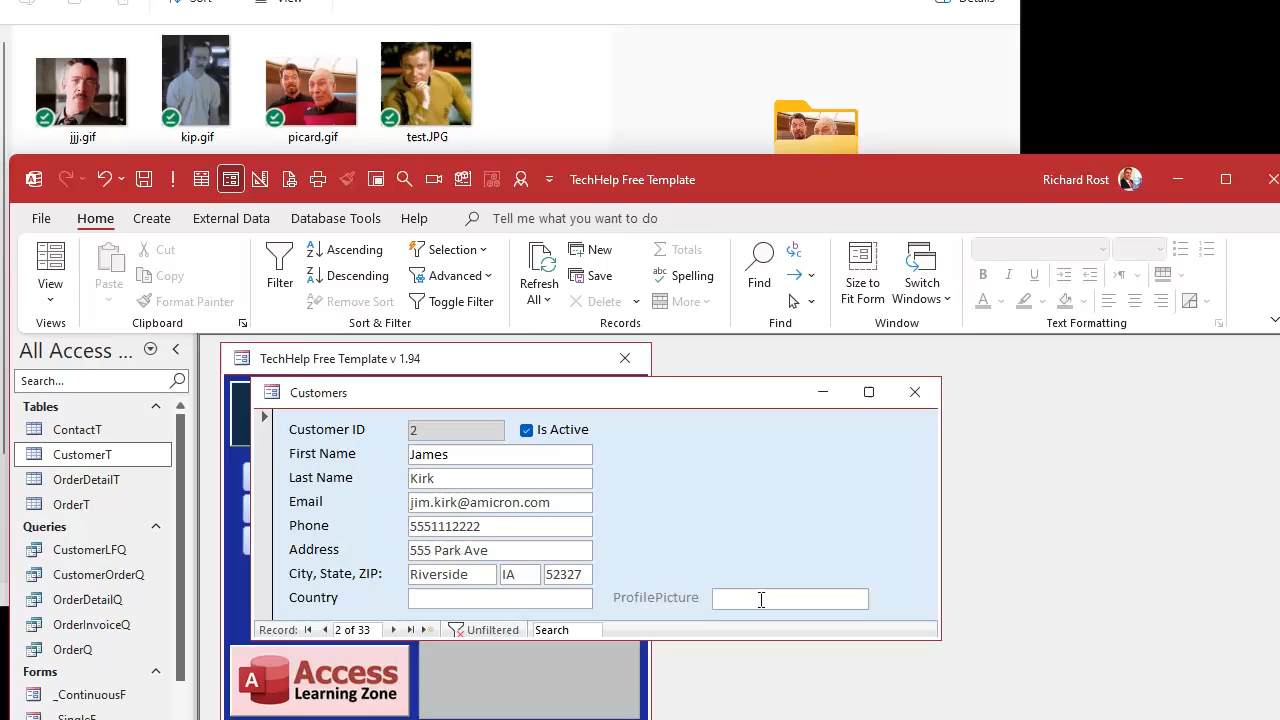 Sort View Details
jjj.gif kip.gif picard.gif test.JPG
TechHelp Free Template Richard Rost
File Home Create External Data Database Tools Help Tell me what you want to do
View
Views
Paste
Cut
Copy
Format Painter
Clipboard
Filter
Ascending
Descending
Remove Sort
Selection
Advanced
Toggle Filter
Sort & Filter
Refresh
All
New
Save
Delete
Totals
Spelling
More
Records
Find
Find
Size to
Fit Form
Switch
Windows
Window
B I U
A
Text Formatting
All Access ...
Search...
Tables
ContactT
CustomerT
OrderDetailT
OrderT
Queries
CustomerLFQ
CustomerOrderQ
OrderDetailQ
OrderInvoiceQ
OrderQ
Forms
_ContinuousF
_SingleF
TechHelp Free Template v 1.94
Customers
Customer ID 2 Is Active
First Name James
Last Name Kirk
Email jim.kirk@amicron.com
Phone 5551112222
Address 555 Park Ave
City, State, ZIP: Riverside IA 52327
Country ProfilePicture
Record: 2 of 33 Unfiltered Search
A Access
Learning Zone